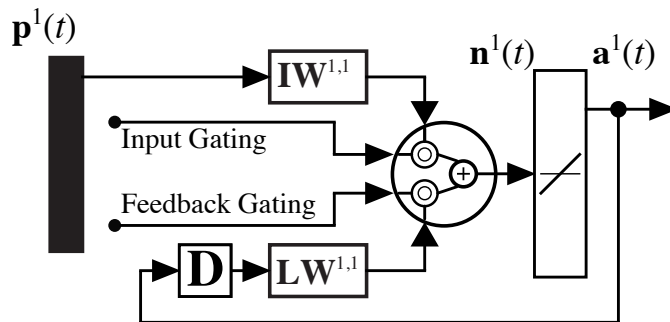 𝐩¹(t)
𝐈𝐖¹,¹
𝐧¹(t)
𝐚¹(t)
Input Gating
+
Feedback Gating
𝐃
𝐋𝐖¹,¹